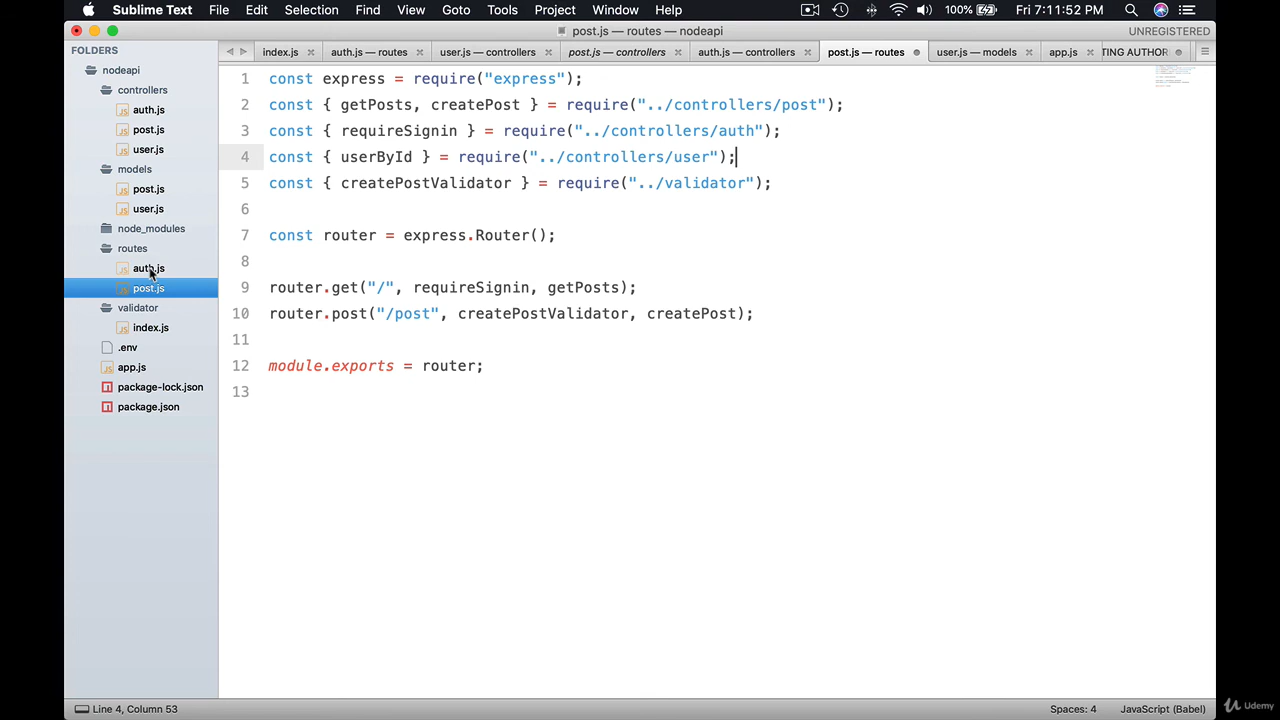 Sublime Text File Edit Selection Find View Goto Tools Project Window Help 100% Fri 7:11:52 PM
post.js — routes — nodeapi UNREGISTERED
FOLDERS
index.js auth.js — routes user.js — controllers post.js — controllers auth.js — controllers post.js — routes user.js — models app.js TING AUTHOR
nodeapi
controllers
auth.js
post.js
user.js
models
post.js
user.js
node_modules
routes
auth.js
post.js
validator
index.js
.env
app.js
package-lock.json
package.json
1 const express = require("express");
2 const { getPosts, createPost } = require("../controllers/post");
3 const { requireSignin } = require("../controllers/auth");
4 const { userById } = require("../controllers/user");
5 const { createPostValidator } = require("../validator");
6
7 const router = express.Router();
8
9 router.get("/", requireSignin, getPosts);
10 router.post("/post", createPostValidator, createPost);
11
12 module.exports = router;
13
Line 4, Column 53 Spaces: 4 JavaScript (Babel)
Udemy